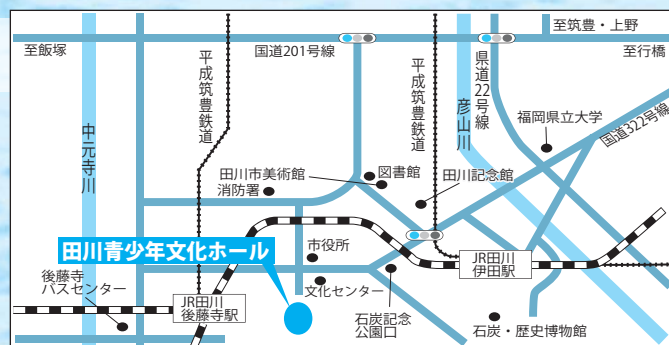 至筑豊・上野
至飯塚
国道201号線
至行橋
平成筑豊鉄道
平成筑豊鉄道
県道22号線
彦山川
中元寺川
福岡県立大学
国道322号線
田川市美術館
図書館
消防署
田川記念館
田川青少年文化ホール
市役所
JR田川
伊田駅
後藤寺
バスセンター
JR田川
後藤寺駅
文化センター
石炭記念
公園口
石炭・歴史博物館